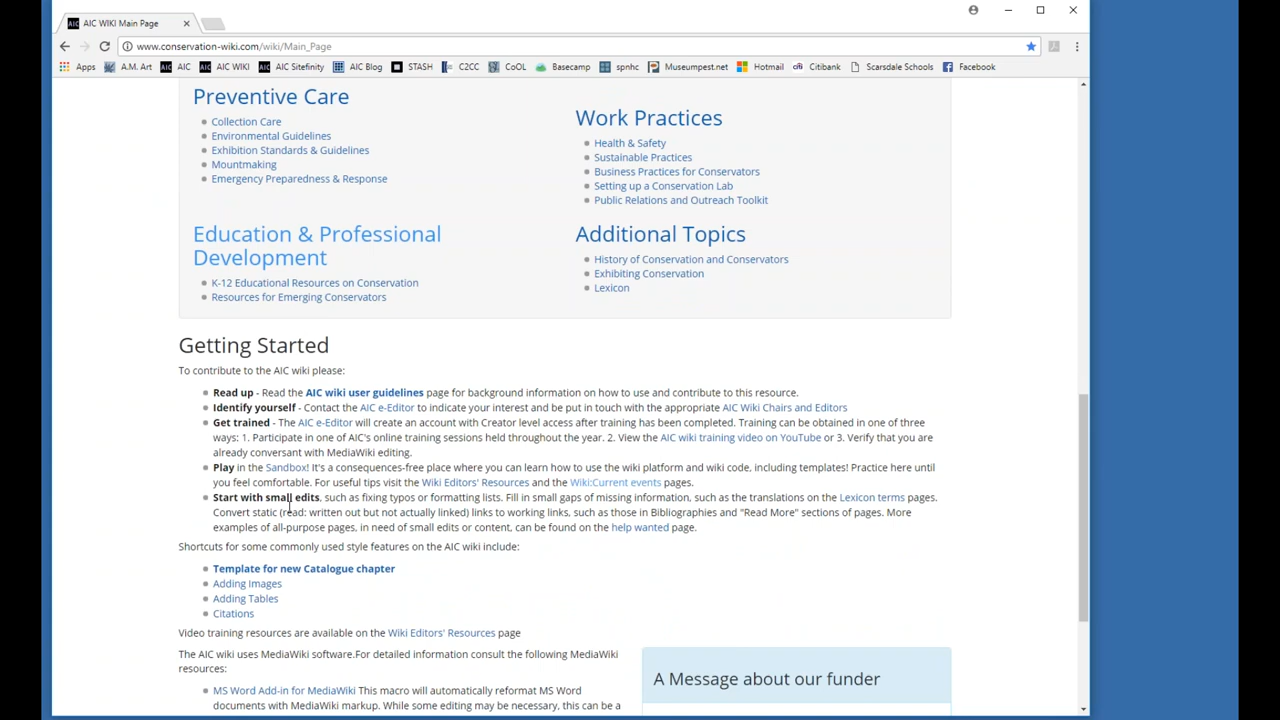 AIC WIKI Main Page
www.conservation-wiki.com/wiki/Main_Page
Apps A.M. Art AIC AIC WIKI AIC Sitefinity AIC Blog STASH C2CC CoOL Basecamp spnhc Museumpest.net Hotmail Citibank Scarsdale Schools Facebook
Preventive Care
Collection Care
Environmental Guidelines
Exhibition Standards & Guidelines
Mountmaking
Emergency Preparedness & Response
Work Practices
Health & Safety
Sustainable Practices
Business Practices for Conservators
Setting up a Conservation Lab
Public Relations and Outreach Toolkit
Education & Professional
Development
K-12 Educational Resources on Conservation
Resources for Emerging Conservators
Additional Topics
History of Conservation and Conservators
Exhibiting Conservation
Lexicon
Getting Started
To contribute to the AIC wiki please:
Read up - Read the AIC wiki user guidelines page for background information on how to use and contribute to this resource.
Identify yourself - Contact the AIC e-Editor to indicate your interest and be put in touch with the appropriate AIC Wiki Chairs and Editors
Get trained - The AIC e-Editor will create an account with Creator level access after training has been completed. Training can be obtained in one of three
ways: 1. Participate in one of AIC's online training sessions held throughout the year. 2. View the AIC wiki training video on YouTube or 3. Verify that you are
already conversant with MediaWiki editing.
Play in the Sandbox! It's a consequences-free place where you can learn how to use the wiki platform and wiki code, including templates! Practice here until
you feel comfortable. For useful tips visit the Wiki Editors' Resources and the Wiki:Current events pages.
Start with small edits, such as fixing typos or formatting lists. Fill in small gaps of missing information, such as the translations on the Lexicon terms pages.
Convert static (read: written out but not actually linked) links to working links, such as those in Bibliographies and "Read More" sections of pages. More
examples of all-purpose pages, in need of small edits or content, can be found on the help wanted page.
Shortcuts for some commonly used style features on the AIC wiki include:
Template for new Catalogue chapter
Adding Images
Adding Tables
Citations
Video training resources are available on the Wiki Editors' Resources page
The AIC wiki uses MediaWiki software.For detailed information consult the following MediaWiki
resources:
MS Word Add-in for MediaWiki This macro will automatically reformat MS Word
documents with MediaWiki markup. While some editing may be necessary, this can be a
A Message about our funder